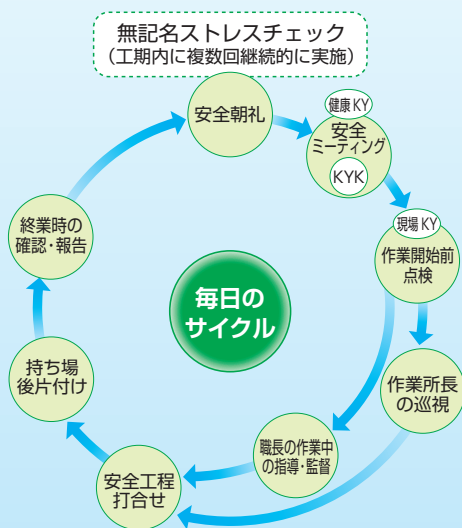 無記名ストレスチェック
（工期内に複数回継続的に実施）
安全朝礼
健康KY
安全
ミーティング
KYK
現場KY
作業開始前
点検
作業所長
の巡視
職長の作業中
の指導・監督
安全工程
打合せ
持ち場
後片付け
終業時の
確認・報告
毎日の
サイクル